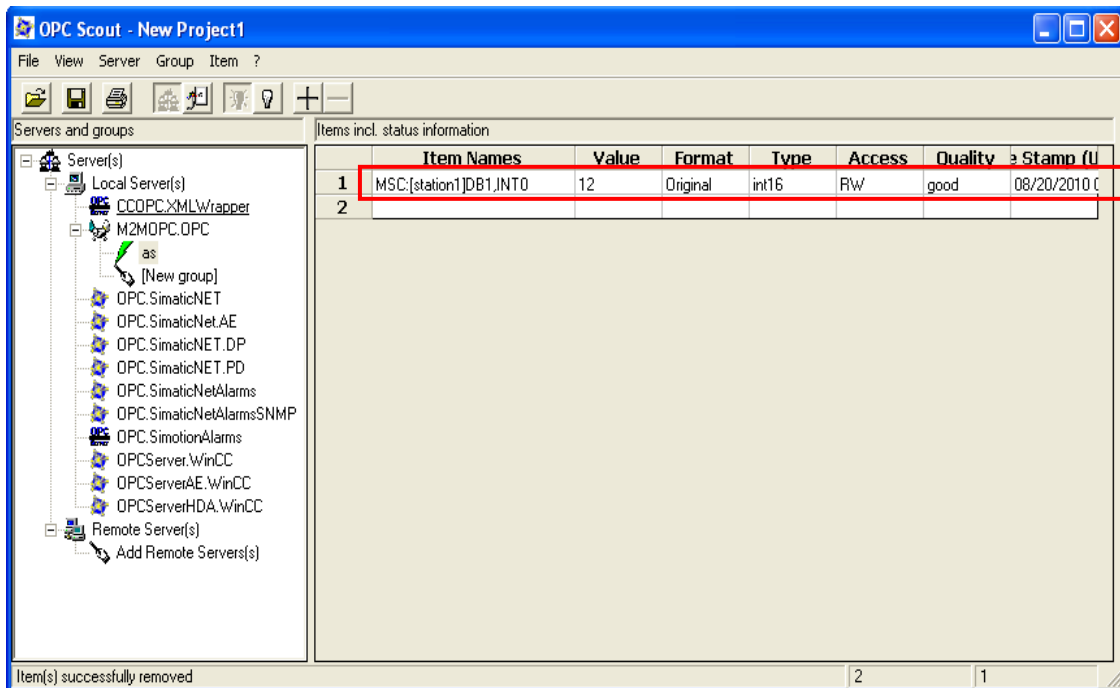 OPC Scout - New Project1
File View Server Group Item ?
Servers and groups
Items incl. status information
Item Names Value Format Type Access Quality e Stamp (U
1 MSC:[station1]DB1,INT0 12 Original int16 RW good 08/20/2010 0
2
Server(s)
Local Server(s)
CCOPC.XMLWrapper
M2MOPC.OPC
as
[New group]
OPC.SimaticNET
OPC.SimaticNet.AE
OPC.SimaticNET.DP
OPC.SimaticNET.PD
OPC.SimaticNetAlarms
OPC.SimaticNetAlarmsSNMP
OPC.SimotionAlarms
OPCServer.WinCC
OPCServerAE.WinCC
OPCServerHDA.WinCC
Remote Server(s)
Add Remote Servers(s)
Item(s) successfully removed 2 1